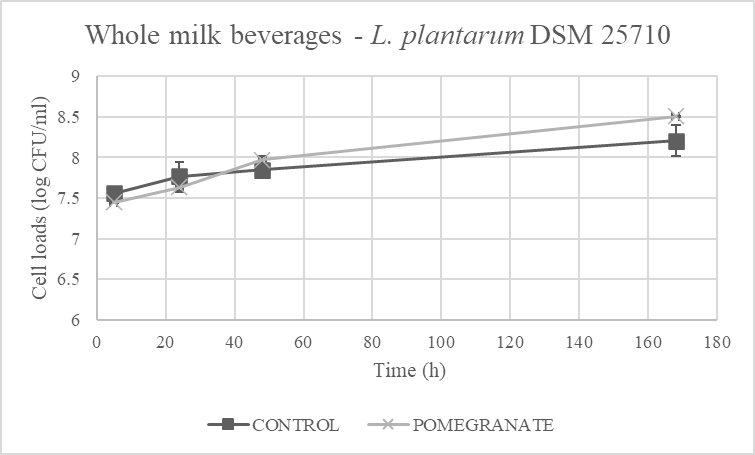 Whole milk beverages - L. plantarum DSM 25710
Cell loads (log CFU/ml)
9
8.5
8
7.5
7
6.5
6
0 20 40 60 80 100 120 140 160 180
Time (h)
CONTROL POMEGRANATE